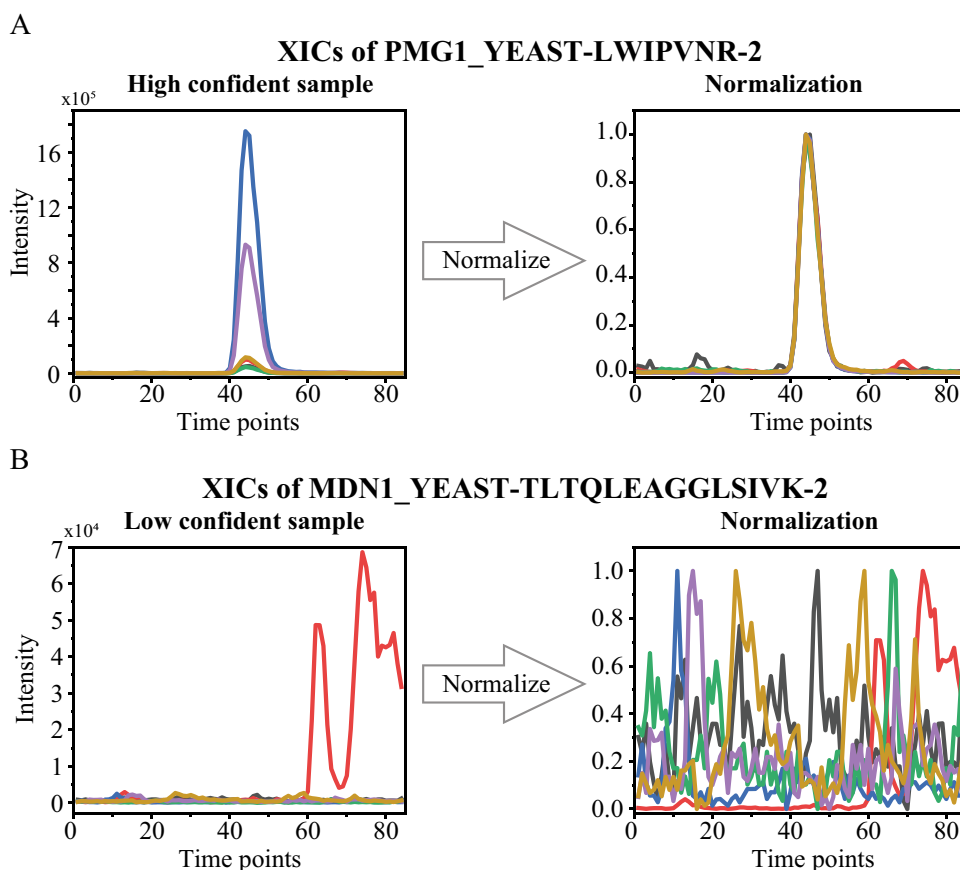 A
XICs of PMG1_YEAST-LWIPVNR-2
High confident sample
Normalization
x10⁵
16
12
8
4
0
Intensity
0 20 40 60 80
Time points
Normalize
1.0
0.8
0.6
0.4
0.2
0.0
0 20 40 60 80
Time points
B
XICs of MDN1_YEAST-TLTQLEAGGLSIVK-2
Low confident sample
Normalization
x10⁴
7
6
5
4
3
2
1
0
Intensity
0 20 40 60 80
Time points
Normalize
1.0
0.8
0.6
0.4
0.2
0.0
0 20 40 60 80
Time points